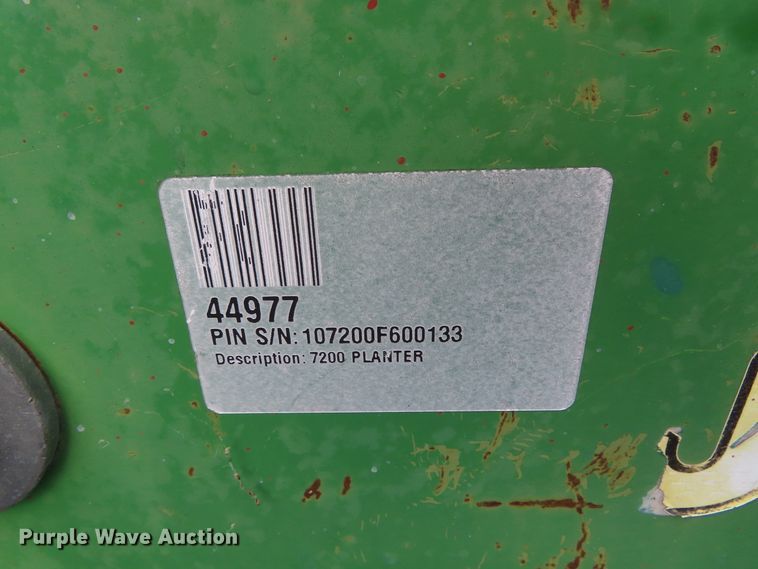 44977
PIN S/N: 107200F600133
Description: 7200 PLANTER
Purple Wave Auction